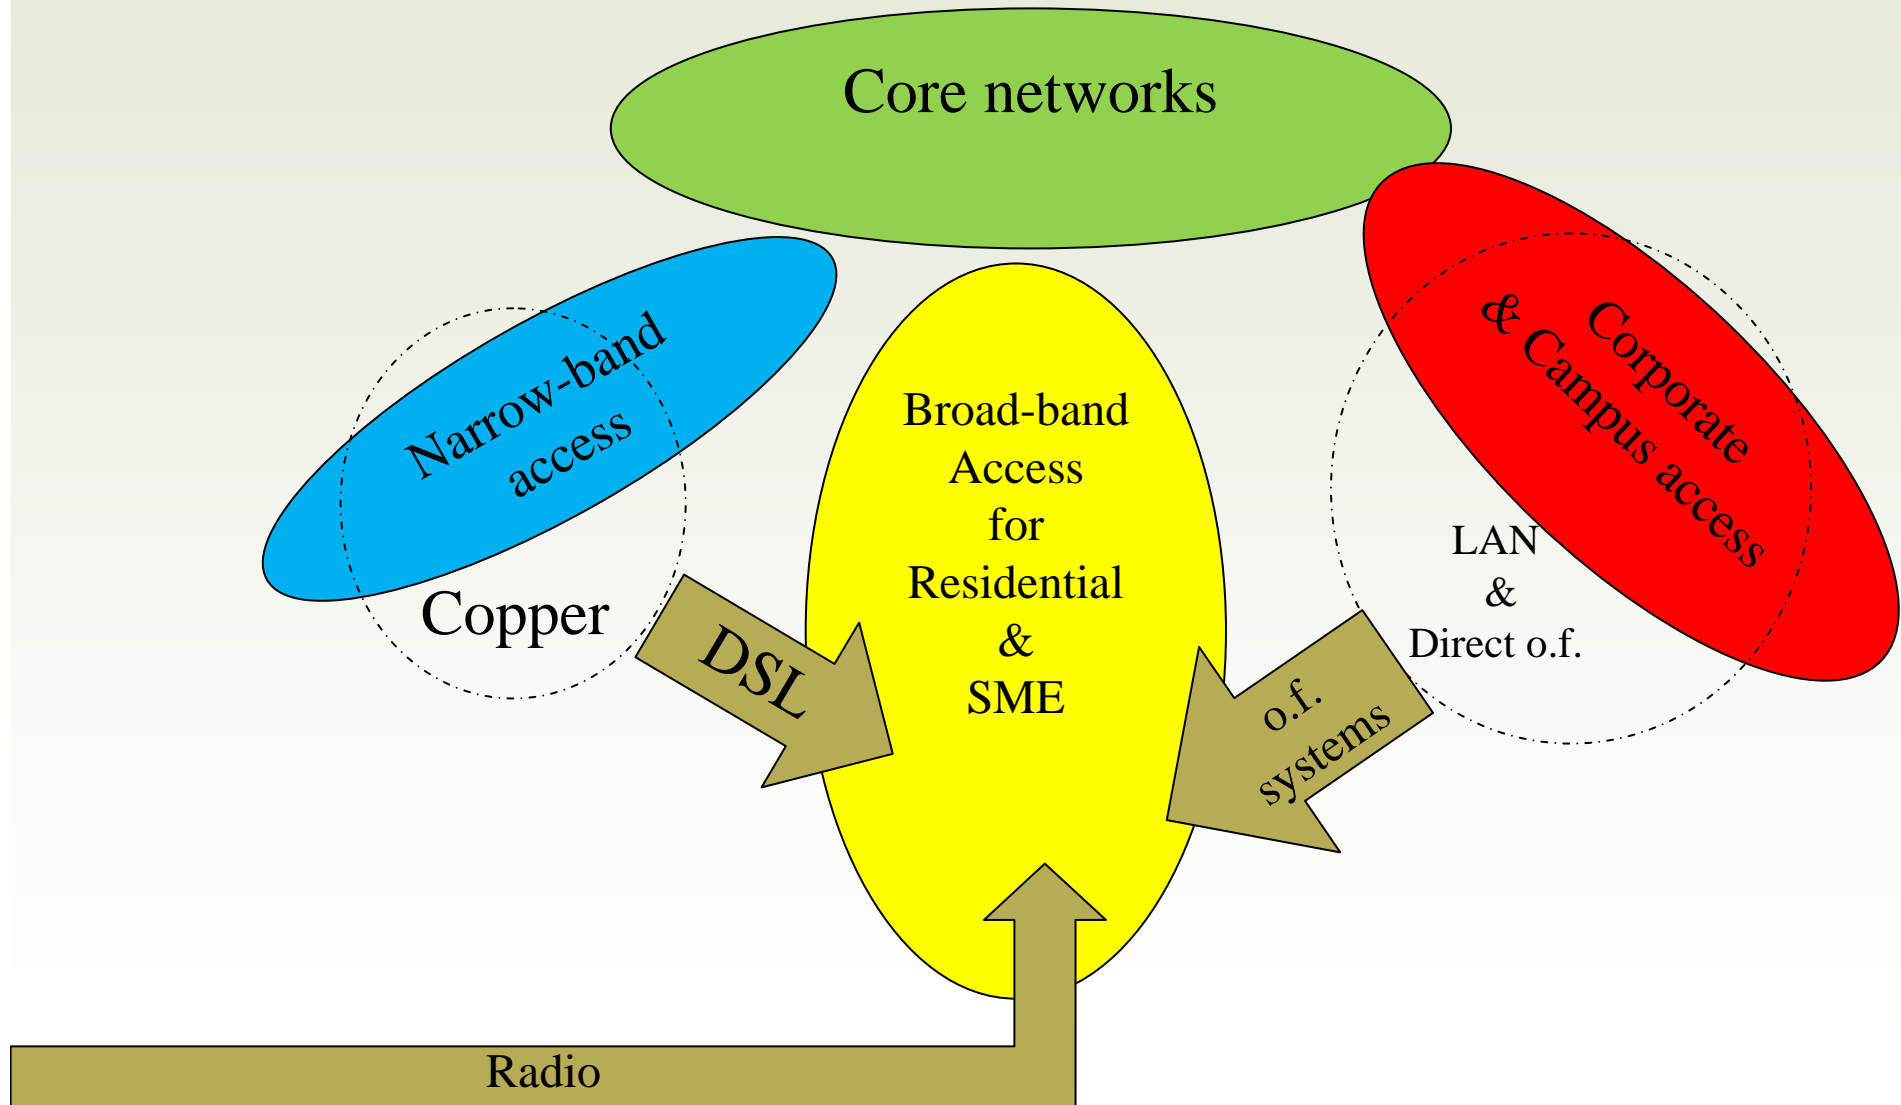 Core networks
Narrow-band
access
Copper
DSL
Broad-band
Access
for
Residential
&
SME
Corporate
& Campus access
LAN
&
Direct o.f.
o.f.
systems
Radio